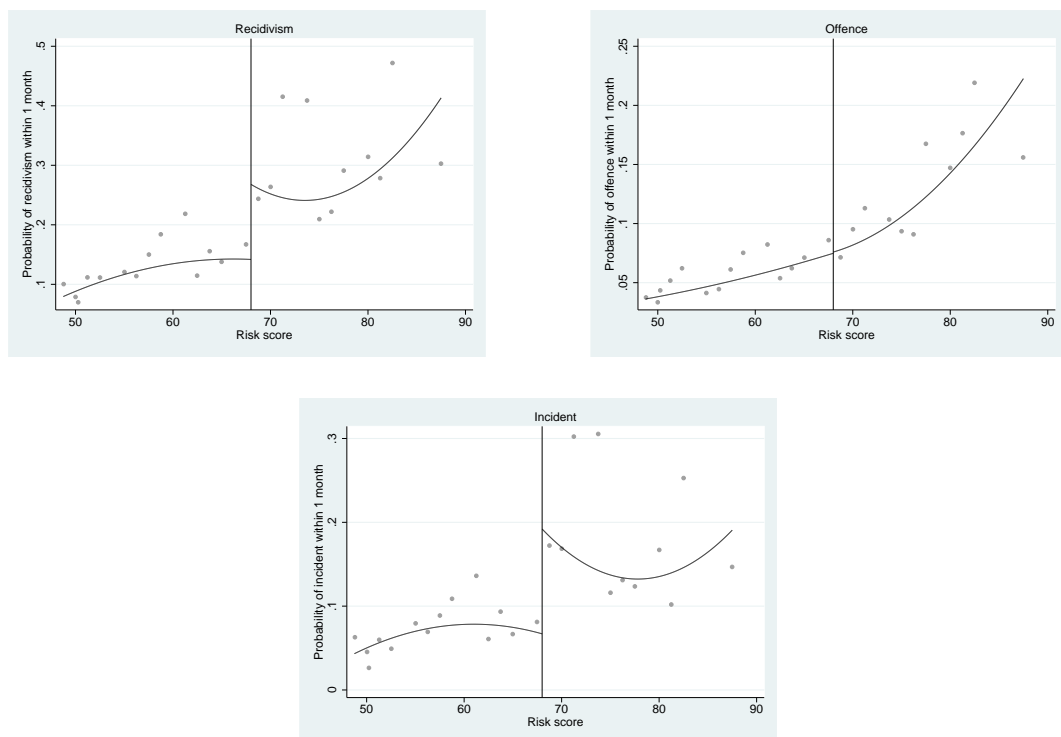 Recidivism
Probability of recidivism within 1 month
.5
.4
.3
.2
.1
50 60 70 80 90
Risk score
Offence
Probability of offence within 1 month
.25
.2
.15
.1
.05
50 60 70 80 90
Risk score
Incident
Probability of incident within 1 month
.3
.2
.1
0
50 60 70 80 90
Risk score